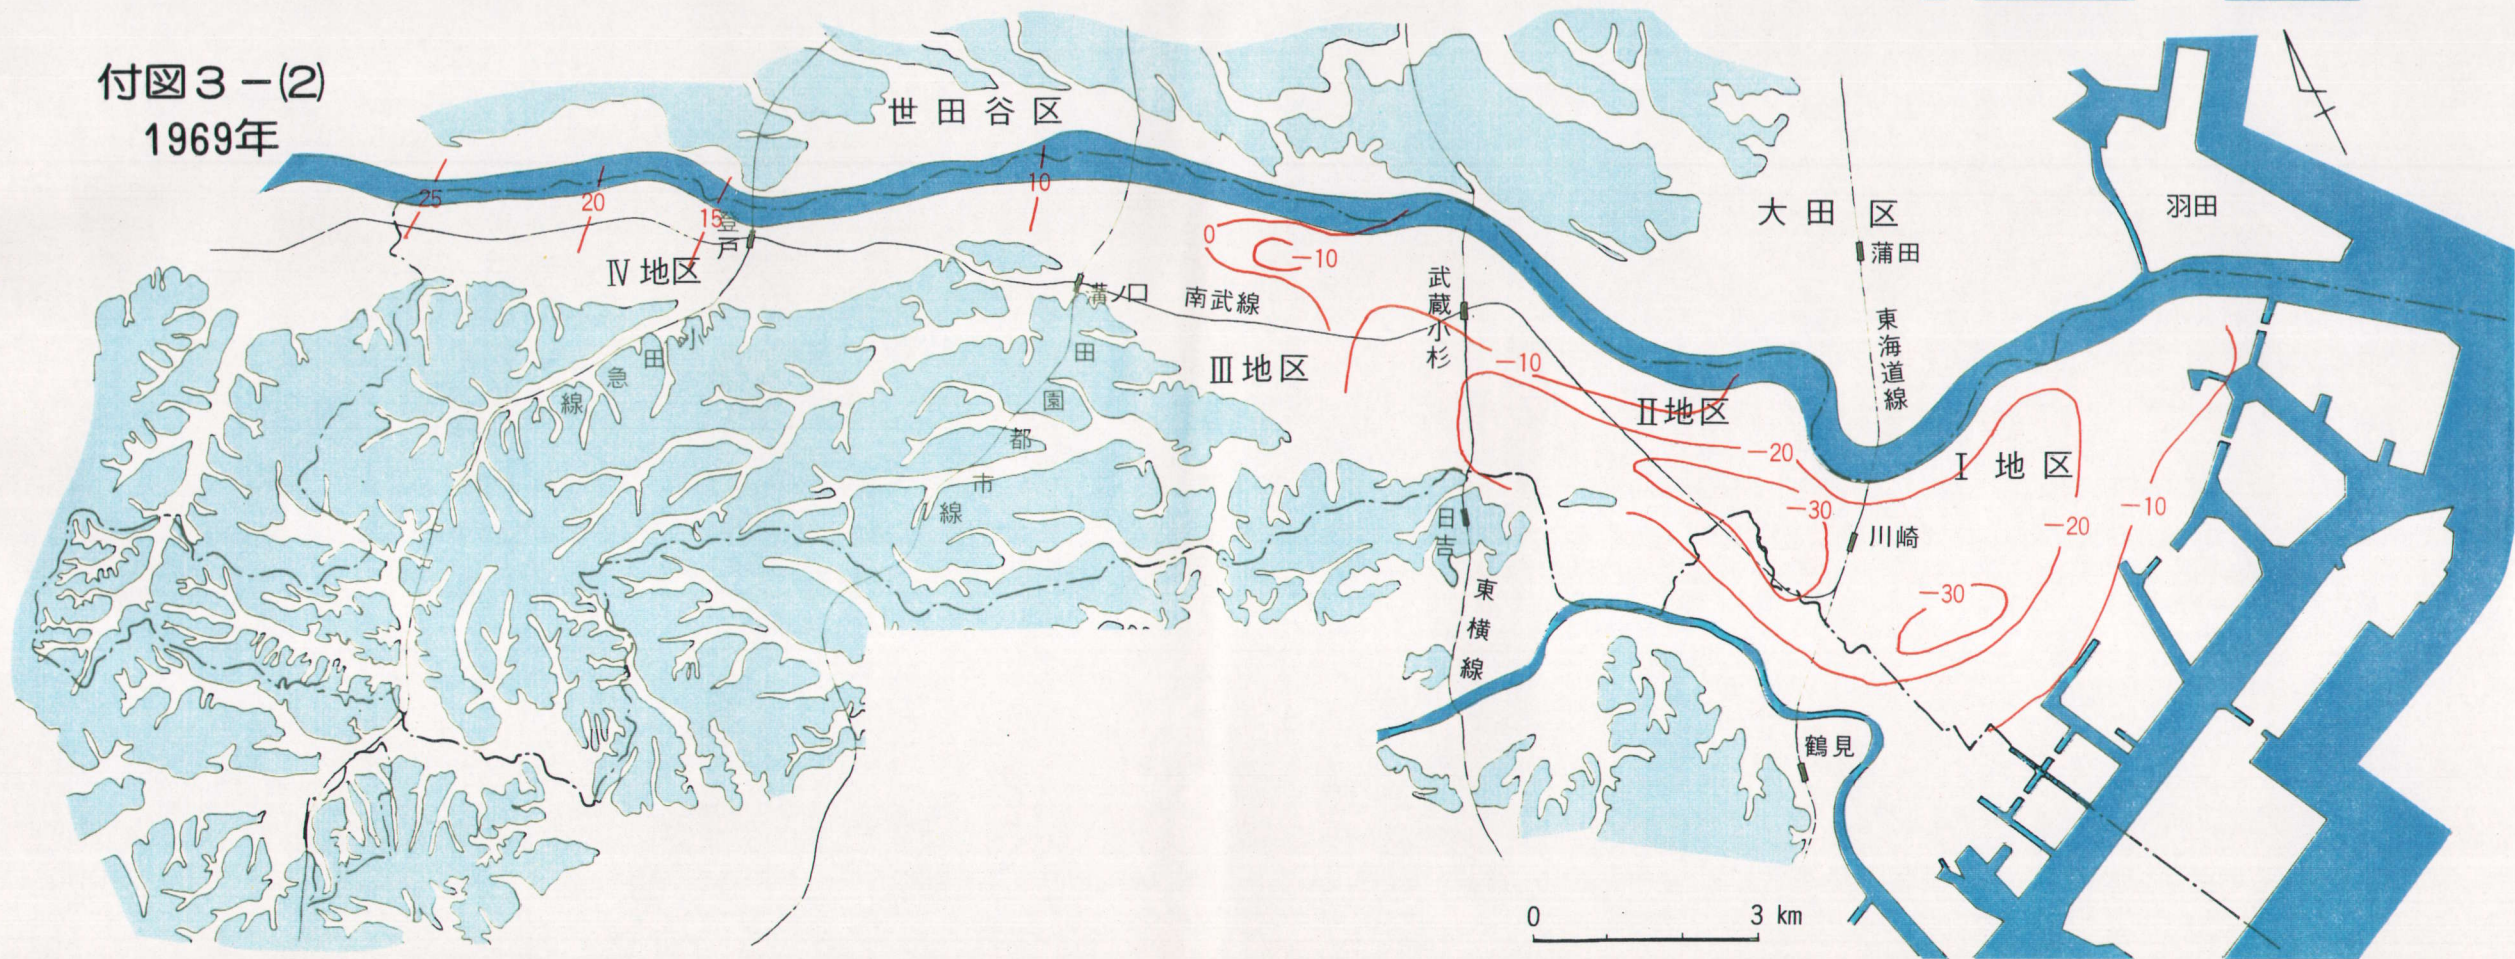 付図3-(2)
1969年
世田谷区
大田区
羽田
蒲田
東海道線
25
20
15
10
0
-10
登戸
Ⅳ地区
溝ノ口
南武線
武蔵小杉
Ⅲ地区
-10
Ⅱ地区
-20
Ⅰ地区
-30
-20
-10
川崎
-30
小田急線
田園都市線
日吉
東横線
鶴見
0
3 km